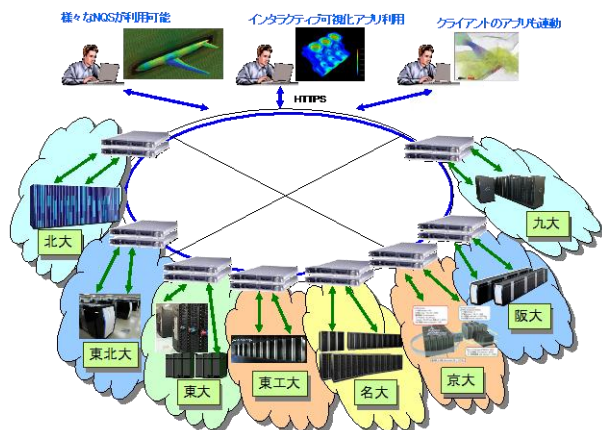 様々なNQSが利用可能
インタラクティブ可視化アプリ利用
クライアントのアプリも連動
HTTPS
北大
東北大
東大
東工大
名大
京大
阪大
九大